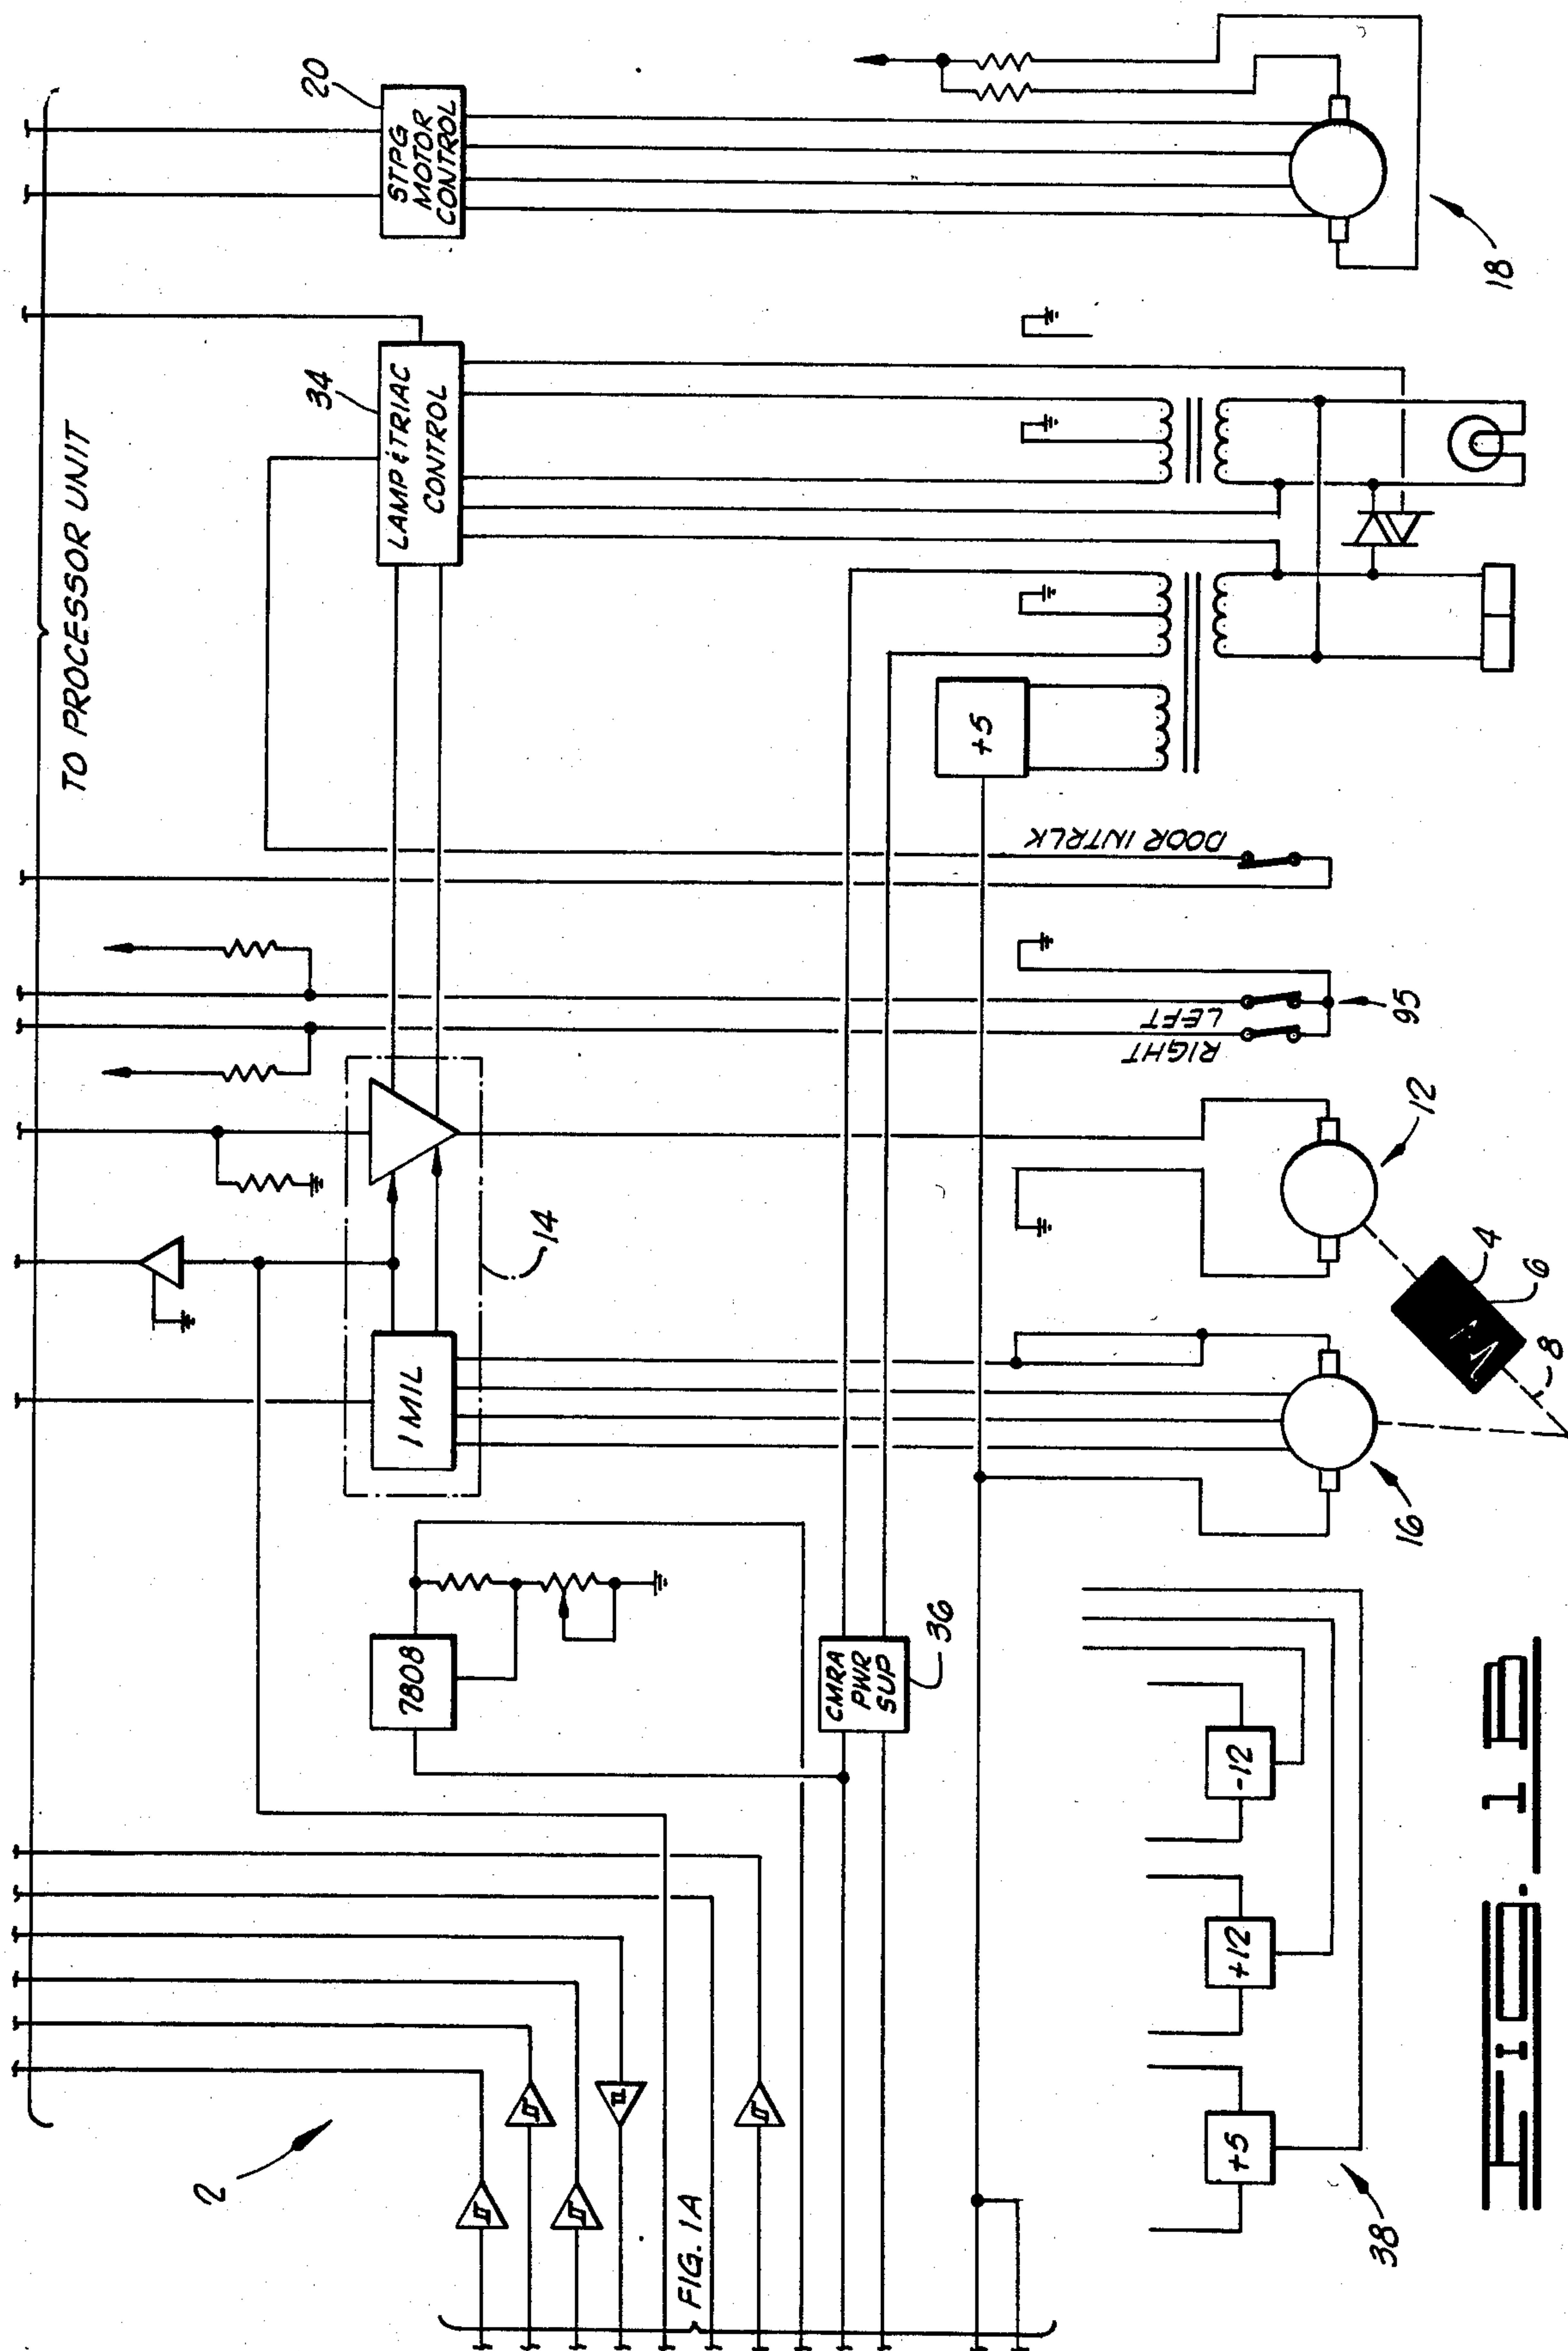 TO PROCESSOR UNIT
2
FIG. 1A
7808
1 MIL
14
LAMP & TRIAC
CONTROL
34
STPG
MOTOR
CONTROL
20
CMRA
PWR
SUP
36
+5
DOOR INTRLK
LEFT
RIGHT
95
+5
+12
-12
38
16
12
4
6
8
M
18
FIG. 1B